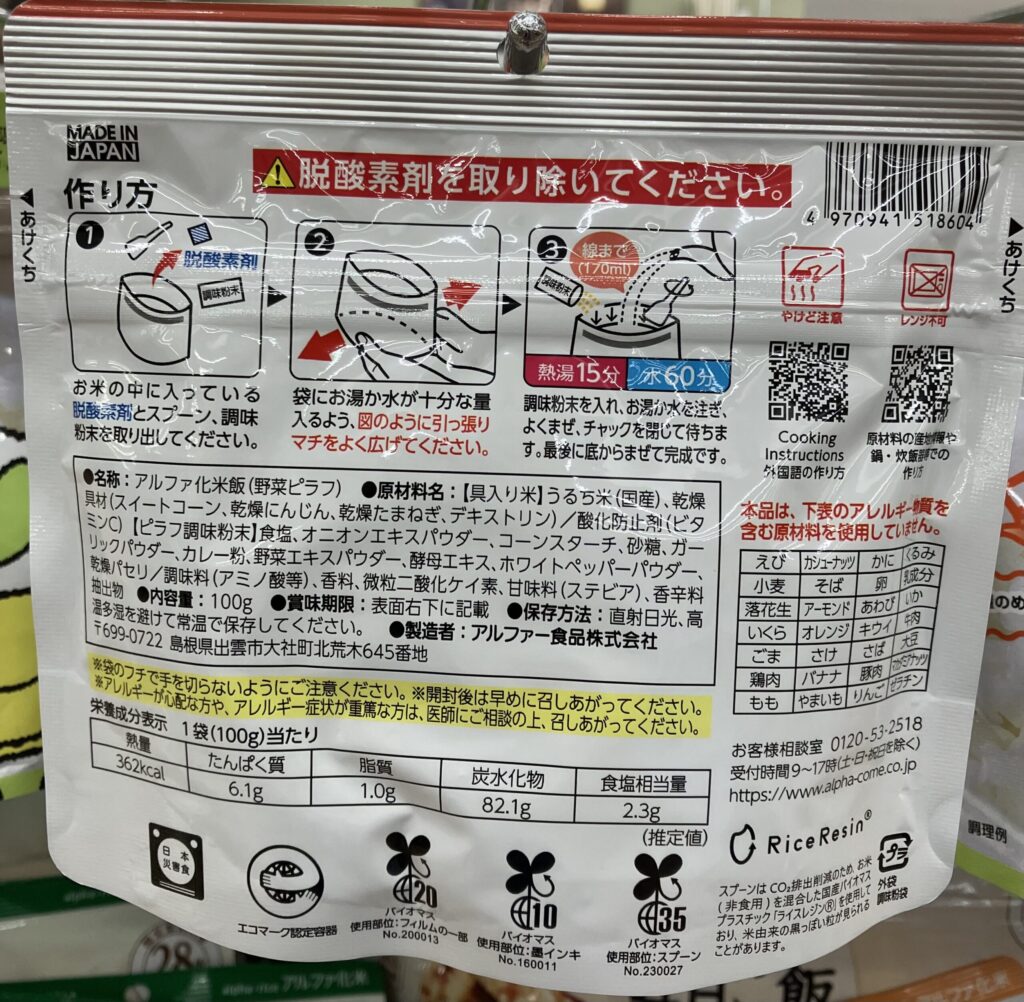 MADE IN
JAPAN
脱酸素剤を取り除いてください。
4 970941 518604
あけくち
あけくち
作り方
1
脱酸素剤
調味粉末
お米の中に入っている
脱酸素剤とスプーン、調味
粉末を取り出してください。
2
袋にお湯か水が十分な量
入るよう、図のように引っ張り
マチをよく広げてください。
3
線まで
(170ml)
調味粉末
熱湯15分 水60分
調味粉末を入れ、お湯か水を注ぎ、
よくまぜ、チャックを閉じて待ちま
す。最後に底からまぜて完成です。
やけど注意
レンジ不可
Cooking
Instructions
外国語の作り方
原材料の産地情報や
鍋・炊飯器等での
作り方
●名称：アルファ化米飯（野菜ピラフ） ●原材料名：【具入り米】うるち米（国産）、乾燥
具材（スイートコーン、乾燥にんじん、乾燥たまねぎ、デキストリン）／酸化防止剤（ビタ
ミンC）【ピラフ調味粉末】食塩、オニオンエキスパウダー、コーンスターチ、砂糖、ガー
リックパウダー、カレー粉、野菜エキスパウダー、酵母エキス、ホワイトペッパーパウダー、
乾燥パセリ／調味料（アミノ酸等）、香料、微粒二酸化ケイ素、甘味料（ステビア）、香辛料
抽出物 ●内容量：100g ●賞味期限：表面右下に記載 ●保存方法：直射日光、高
温多湿を避けて常温で保存してください。 ●製造者：アルファー食品株式会社
〒699-0722 島根県出雲市大社町北荒木645番地
※袋のフチで手を切らないようにご注意ください。※開封後は早めに召しあがってください。
※アレルギーが心配な方や、アレルギー症状が重篤な方は、医師にご相談の上、召しあがってください。
本品は、下表のアレルギー物質を
含む原材料を使用していません。
えび カシューナッツ かに くるみ
小麦 そば 卵 乳成分
落花生 アーモンド あわび いか
いくら オレンジ キウイ 牛肉
ごま さけ さば 大豆
鶏肉 バナナ 豚肉 マカダミアナッツ
もも やまいも りんご ゼラチン
栄養成分表示 1袋(100g)当たり
熱量 たんぱく質 脂質 炭水化物 食塩相当量
362kcal 6.1g 1.0g 82.1g 2.3g
(推定値)
お客様相談室 0120-53-2518
受付時間9～17時(土・日・祝日を除く)
https://www.alpha-come.co.jp
RiceResin®
スプーンはCO₂排出削減のため、お米
(非食用)を混合した国産バイオマス
プラスチック「ライスレジン®」を使用して
おり、米由来の黒っぽい粒が見られる
ことがあります。
プラ
外袋
調味粉袋
日本
災害食
エコマーク認定容器
20
バイオマス
使用部位：フィルムの一部
No.200013
10
バイオマス
使用部位：墨インキ
No.160011
35
バイオマス
使用部位：スプーン
No.230027
調理例
alpha rice アルファ化米